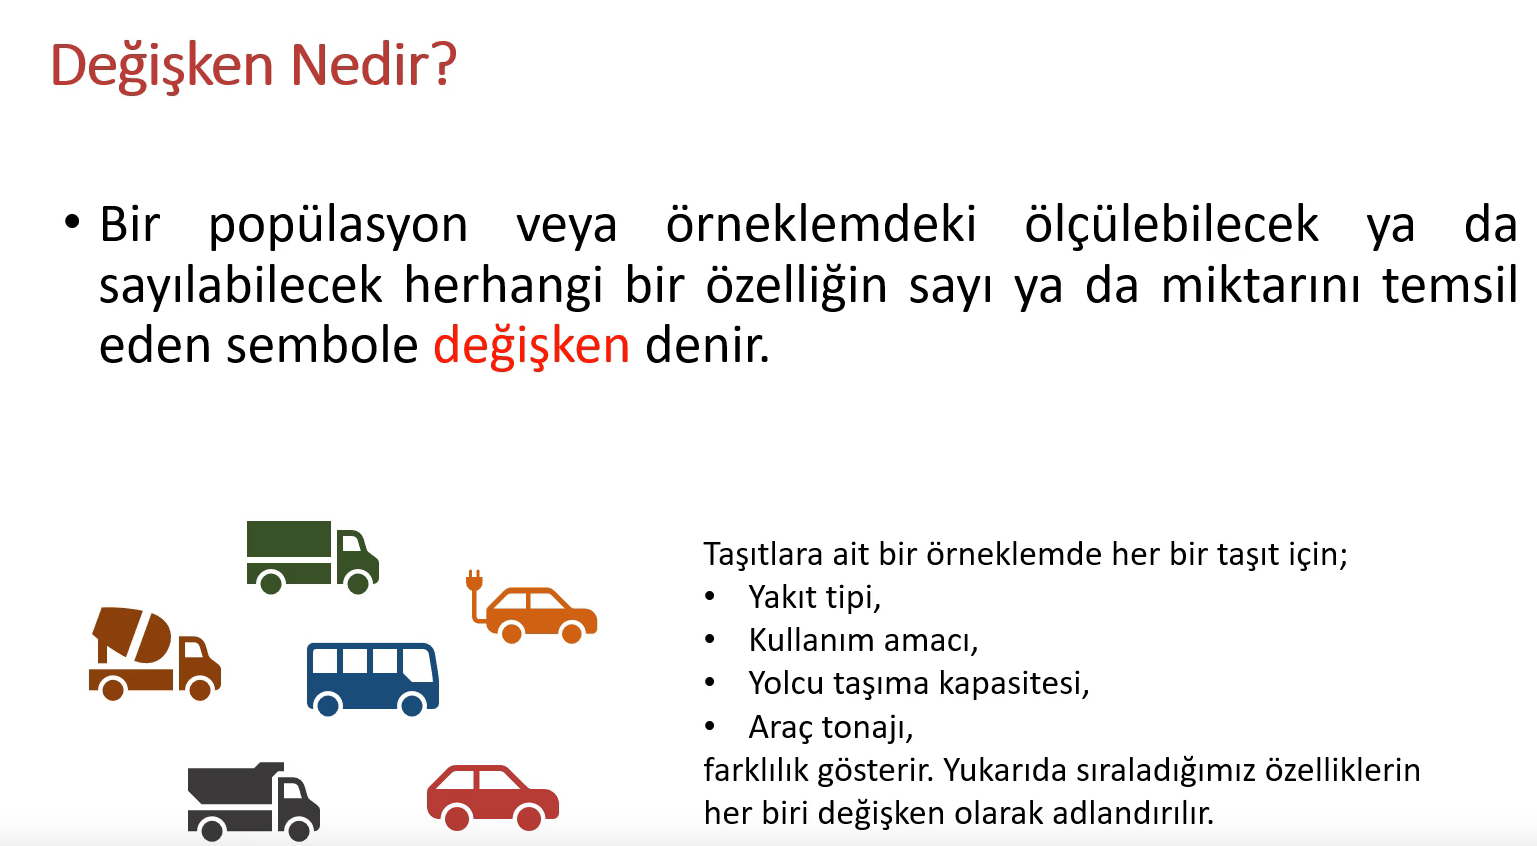 Değişken Nedir?
• Bir popülasyon veya örneklemdeki ölçülebilecek ya da
sayılabilecek herhangi bir özelliğin sayı ya da miktarını temsil
eden sembole değişken denir.
Taşıtlara ait bir örneklemde her bir taşıt için;
• Yakıt tipi,
• Kullanım amacı,
• Yolcu taşıma kapasitesi,
• Araç tonajı,
farklılık gösterir. Yukarıda sıraladığımız özelliklerin
her biri değişken olarak adlandırılır.